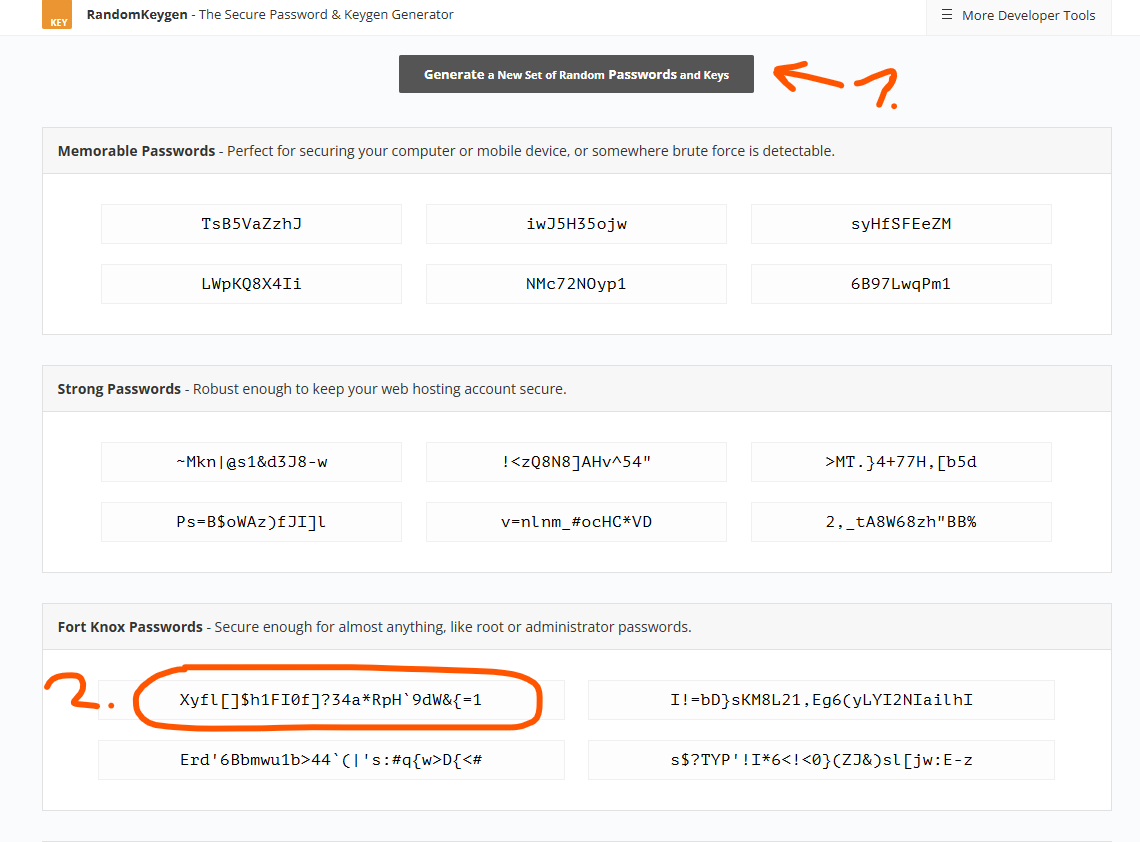 KEY RandomKeygen - The Secure Password & Keygen Generator
☰ More Developer Tools
Generate a New Set of Random Passwords and Keys
?.
Memorable Passwords - Perfect for securing your computer or mobile device, or somewhere brute force is detectable.
TsB5VaZzhJ iwJ5H35ojw syHfSFEeZM
LWpKQ8X4Ii NMc72NOyp1 6B97LwqPm1
Strong Passwords - Robust enough to keep your web hosting account secure.
~Mkn|@s1&d3J8-w !<zQ8N8]AHv^54" >MT.}4+77H,[b5d
Ps=B$oWAz)fJI]l v=nlnm_#ocHC*VD 2,_tA8W68zh"BB%
Fort Knox Passwords - Secure enough for almost anything, like root or administrator passwords.
2.
Xyfl[]$h1FI0f]?34a*RpH`9dW&{=1 I!=bD}sKM8L21,Eg6(yLYI2NIailhI
Erd'6Bbmwu1b>44`(|'s:#q{w>D{<# s$?TYP'!I*6<!<0}(ZJ&)sl[jw:E-z